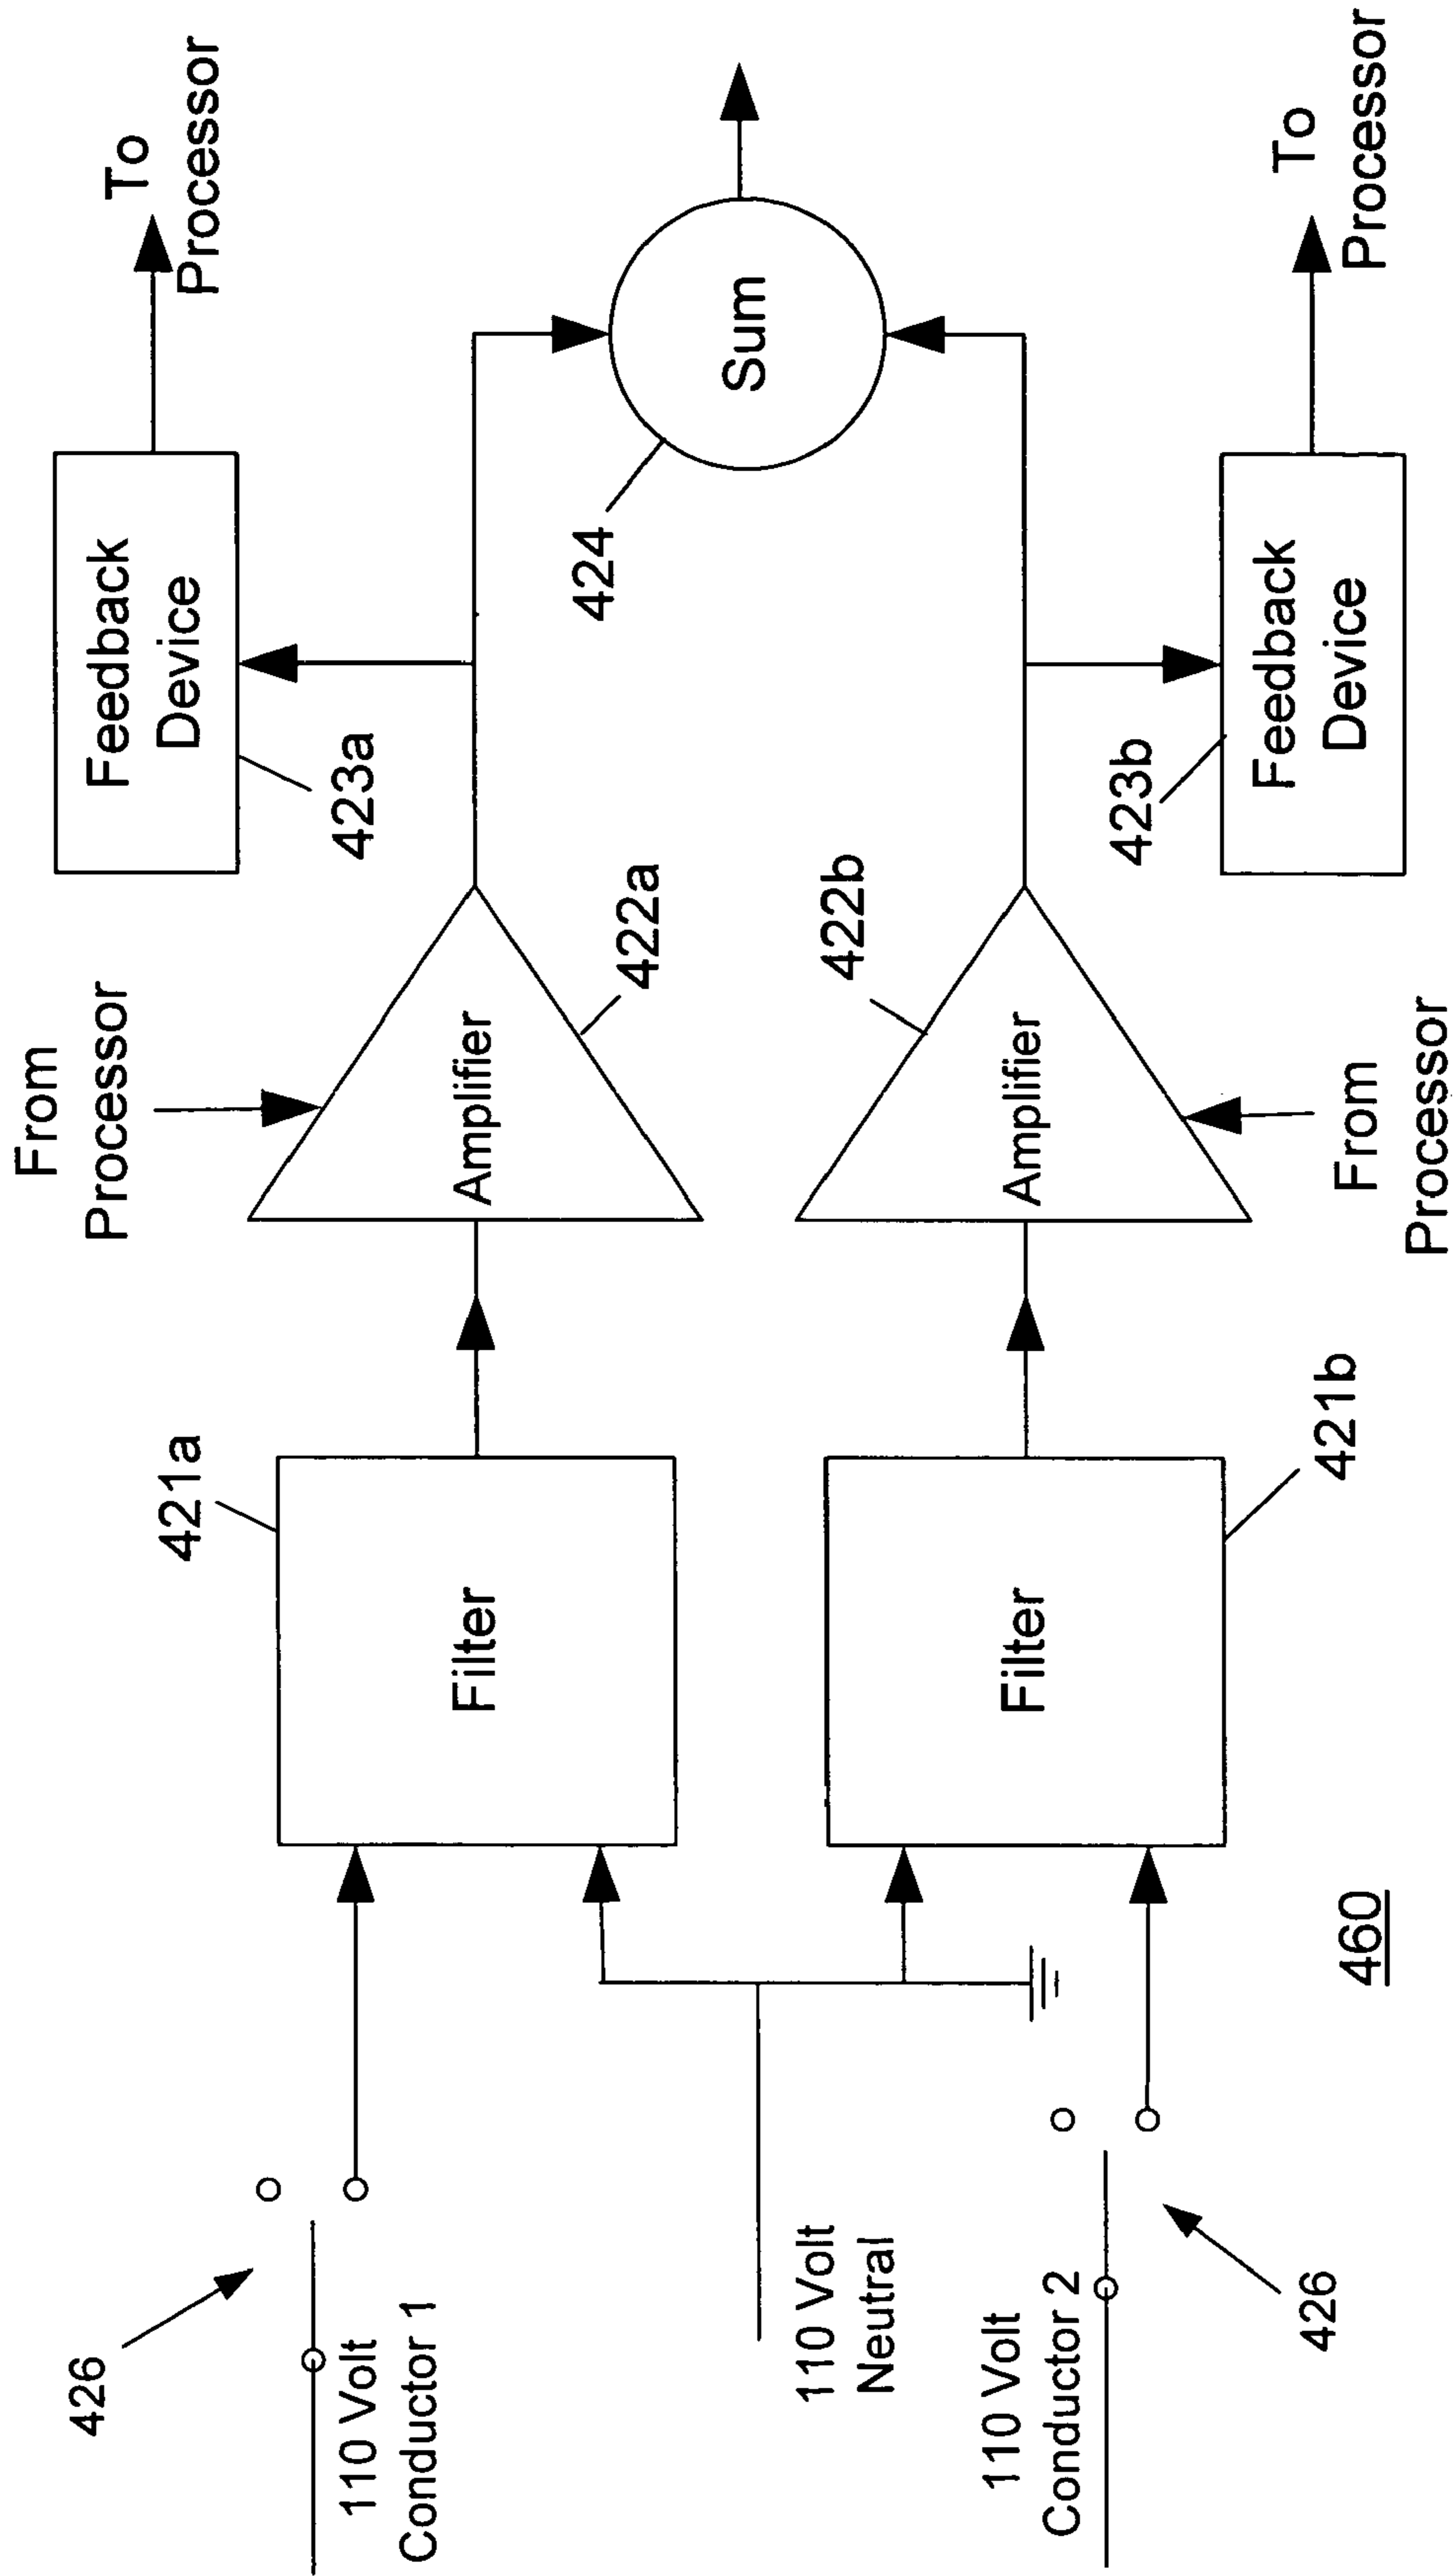 426
110 Volt
Conductor 1
110 Volt
Neutral
110 Volt
Conductor 2
426
460
421a
Filter
Filter
421b
From
Processor
Amplifier
422a
422b
Amplifier
From
Processor
Feedback
Device
423a
423b
Feedback
Device
424
Sum
To
Processor
To
Processor